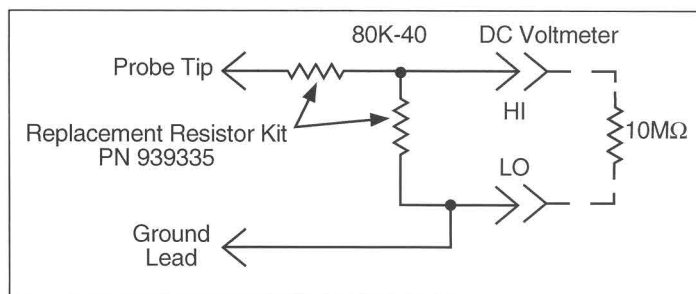 80K-40
DC Voltmeter
Probe Tip
HI
Replacement Resistor Kit
PN 939335
10MΩ
LO
Ground
Lead